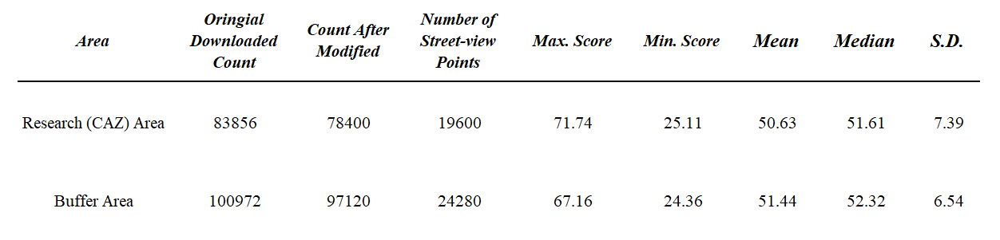 Area Oringial Downloaded Count Count After Modified Number of Street-view Points Max. Score Min. Score Mean Median S.D.
Research (CAZ) Area 83856 78400 19600 71.74 25.11 50.63 51.61 7.39
Buffer Area 100972 97120 24280 67.16 24.36 51.44 52.32 6.54